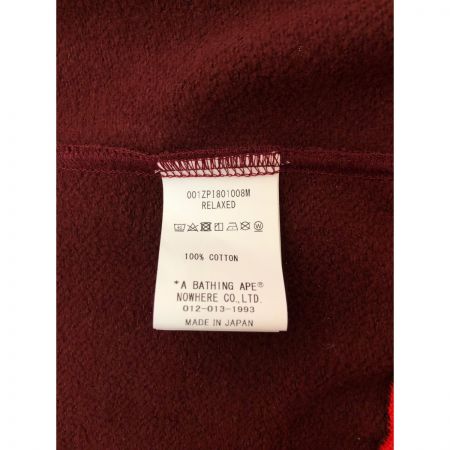 001ZPI801008M
RELAXED
100% COTTON
*A BATHING APE®
NOWHERE CO.,LTD.
012-013-1993
MADE IN JAPAN